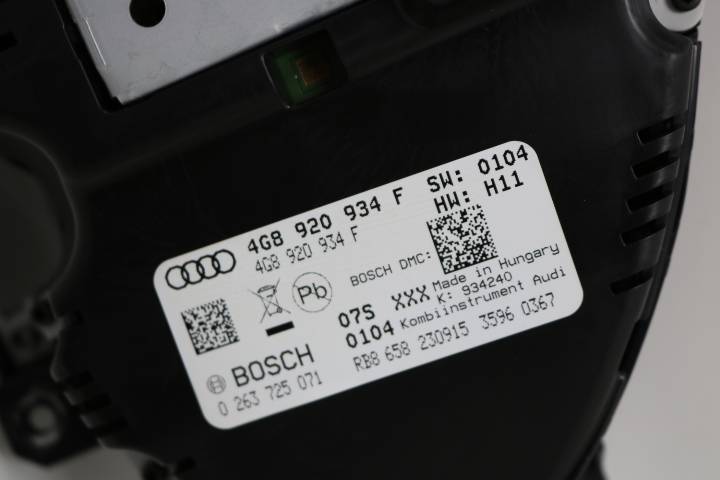 4G8 920 934 F SW: 0104
4G8 920 934 F HW: H11
BOSCH DMC:
Pb
07S XXX Made in Hungary
K: 934240
0104 Kombiinstrument Audi
BOSCH RB8 658 230915 3596 0367
0 263 725 071